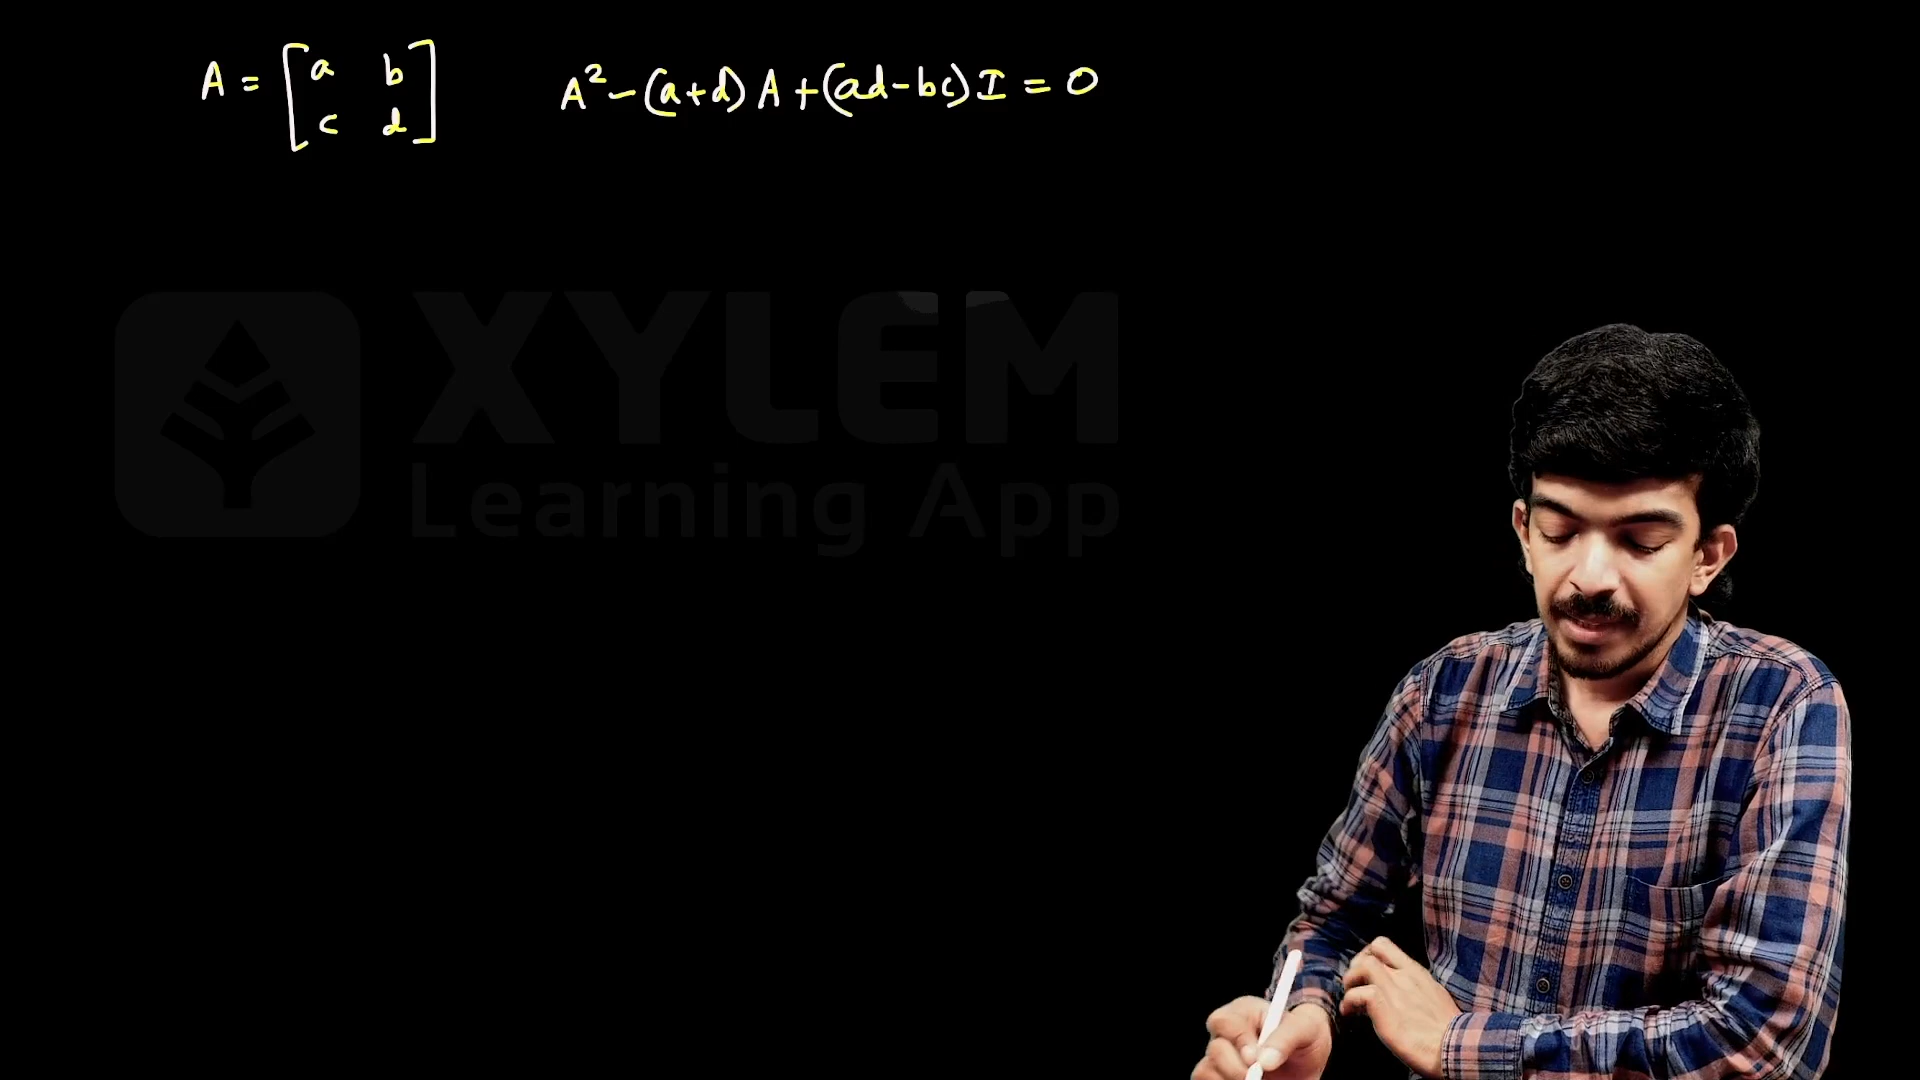 A = [a b
c d]
A² - (a+d) A + (ad-bc) I = 0
XYLEM
Learning App